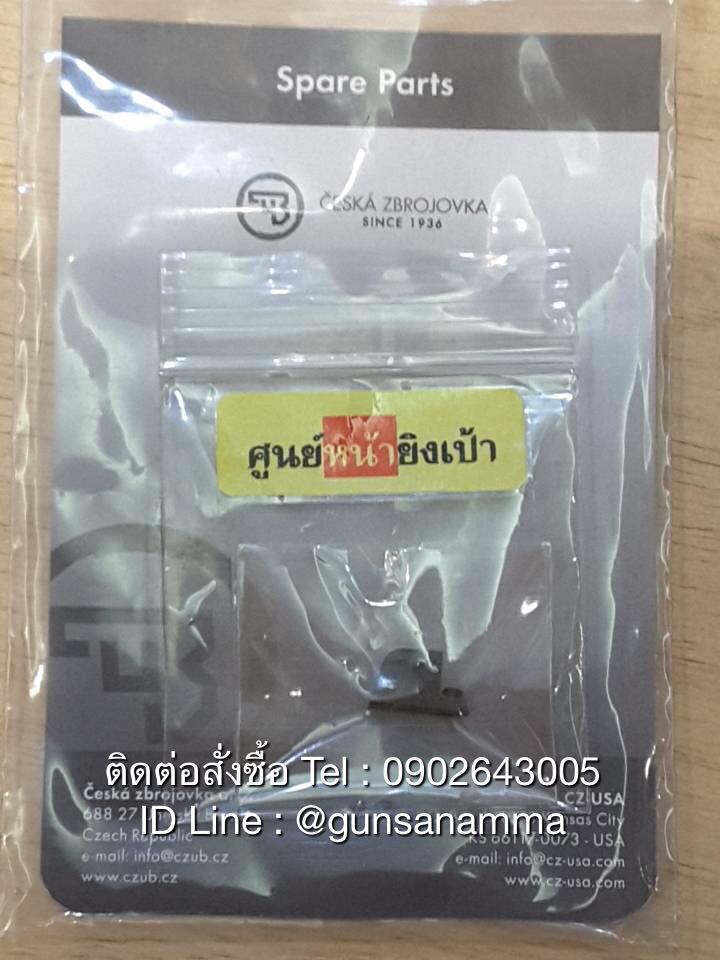 Spare Parts
ČESKÁ ZBROJOVKA
SINCE 1936
ศูนย์หน้ายิงเป้า
ติดต่อสั่งซื้อ Tel : 0902643005
ID Line : @gunsanamma
Česká zbrojovka
688 27
Czech Republic
e-mail: info@czub.cz
www.czub.cz
CZ-USA
Kansas City
KS 66117-0073 - USA
e-mail: info@cz-usa.com
www.cz-usa.com